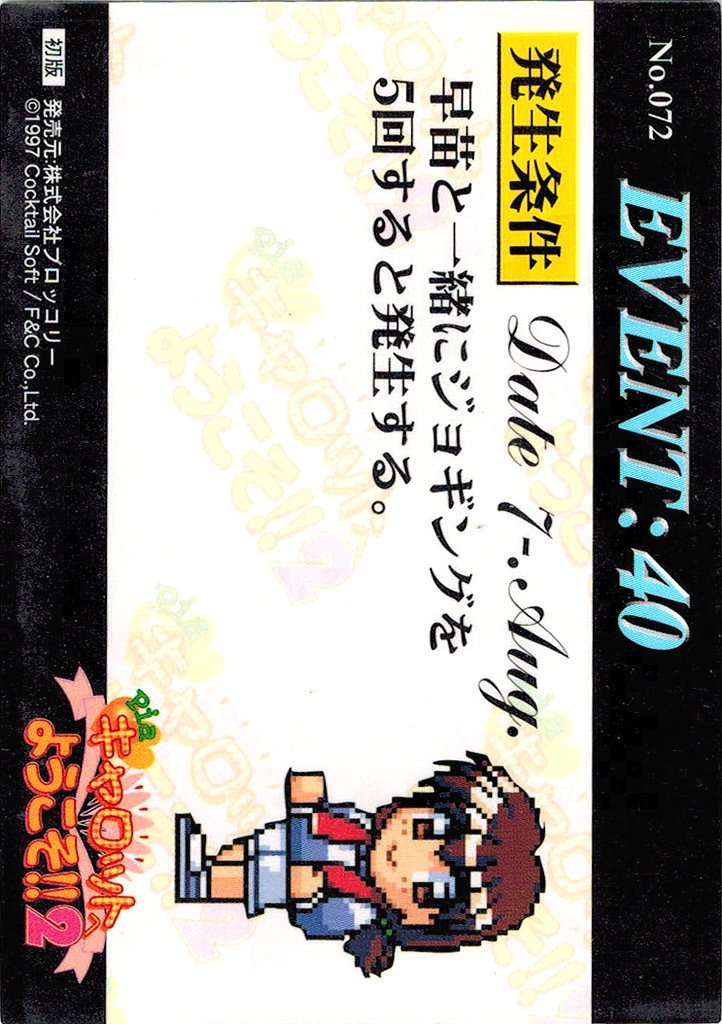 No.072
EVENT:40
発生条件
Date 7.Aug.
早苗と一緒にジョギングを
5回すると発生する。
初版
発売元:株式会社ブロッコリー
©1997 Cocktail Soft / F&C Co.,Ltd.
pia
キャロットへ
ようこそ!!2